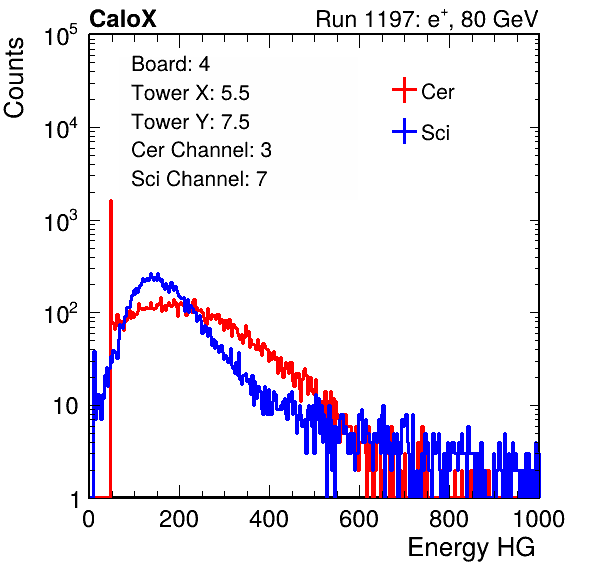 CaloX Run 1197: e⁺, 80 GeV
Counts
10⁵
10⁴
10³
10²
10
1
Board: 4
Tower X: 5.5
Tower Y: 7.5
Cer Channel: 3
Sci Channel: 7
Cer
Sci
0 200 400 600 800 1000
Energy HG